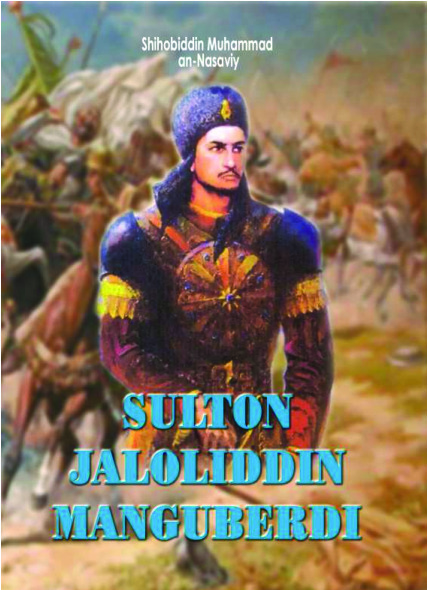 Shihobiddin Muhammad
an-Nasaviy
SULTON
JALOLIDDIN
MANGUBERDI